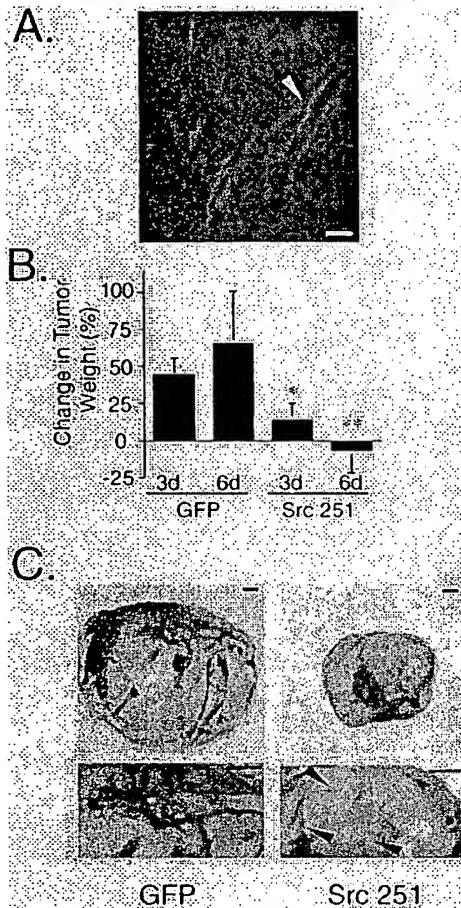 A.
B.
Change in Tumor
Weight (%)
100
50
25
0
-25
*
**
3d 6d 3d 6d
GFP Src 251
C.
GFP Src 251